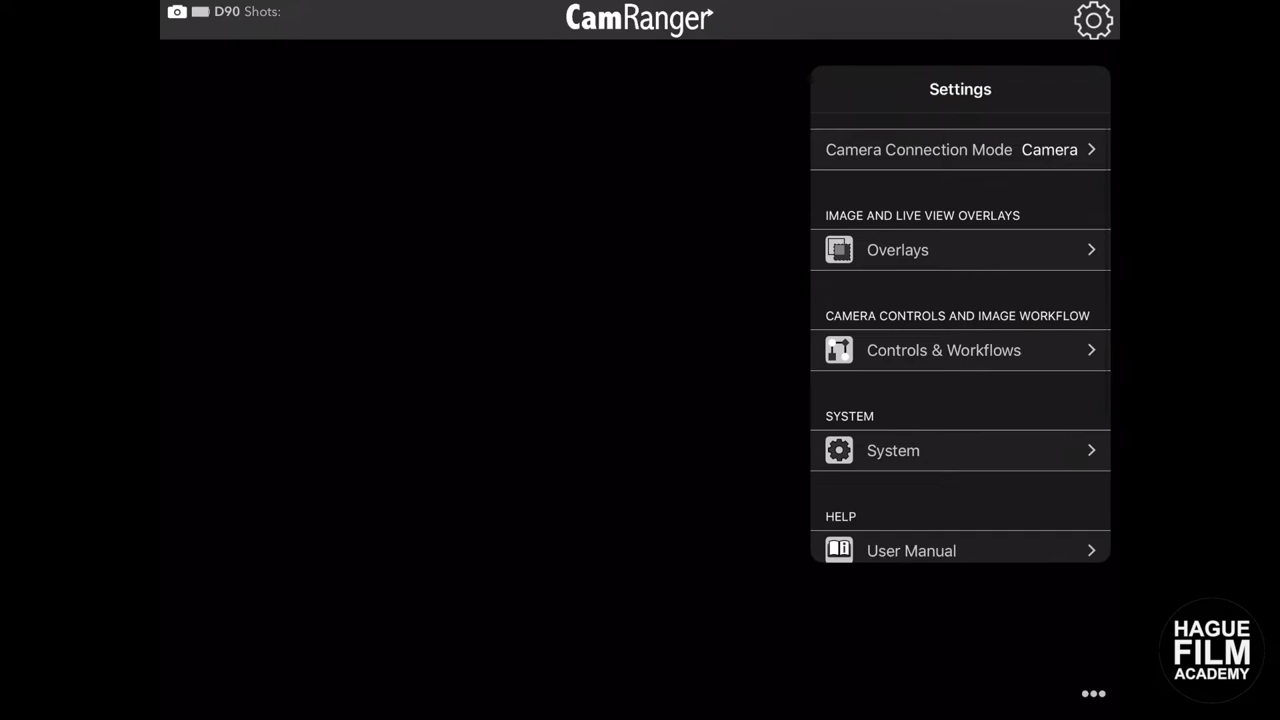 D90 Shots:
CamRanger
Settings
Camera Connection Mode Camera
IMAGE AND LIVE VIEW OVERLAYS
Overlays
CAMERA CONTROLS AND IMAGE WORKFLOW
Controls & Workflows
SYSTEM
System
HELP
User Manual
HAGUE
FILM
ACADEMY